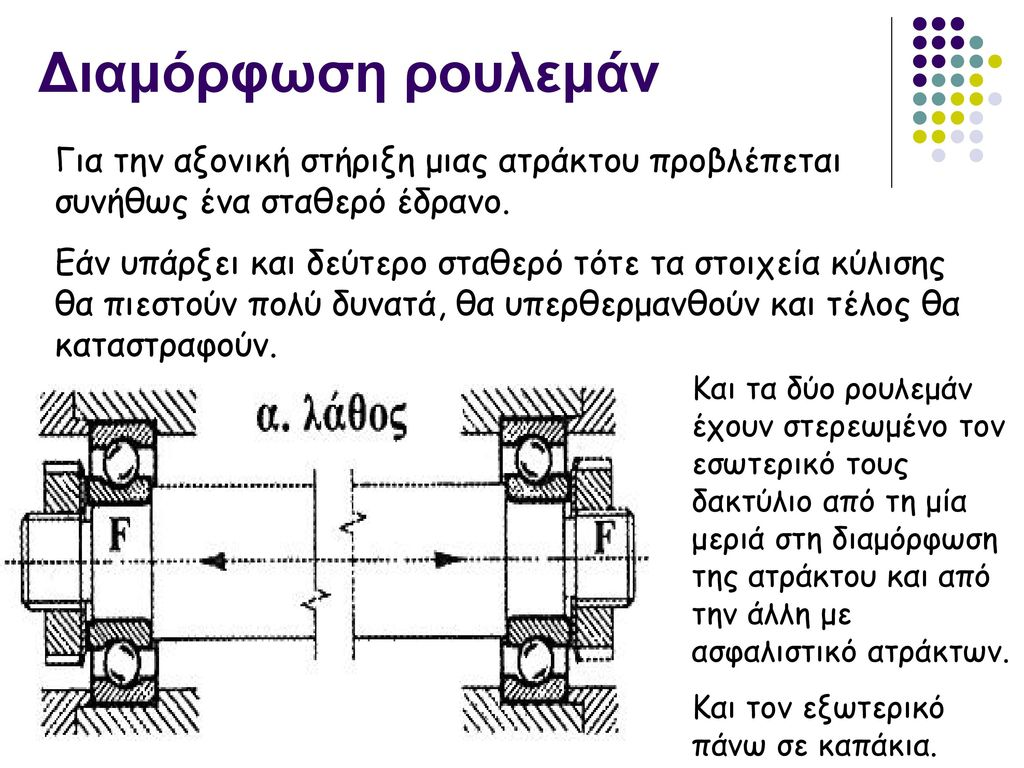 Διαμόρφωση ρουλεμάν
Για την αξονική στήριξη μιας ατράκτου προβλέπεται
συνήθως ένα σταθερό έδρανο.
Εάν υπάρξει και δεύτερο σταθερό τότε τα στοιχεία κύλισης
θα πιεστούν πολύ δυνατά, θα υπερθερμανθούν και τέλος θα
καταστραφούν.
α. λάθος
F
F
Και τα δύο ρουλεμάν
έχουν στερεωμένο τον
εσωτερικό τους
δακτύλιο από τη μία
μεριά στη διαμόρφωση
της ατράκτου και από
την άλλη με
ασφαλιστικό ατράκτων.
Και τον εξωτερικό
πάνω σε καπάκια.